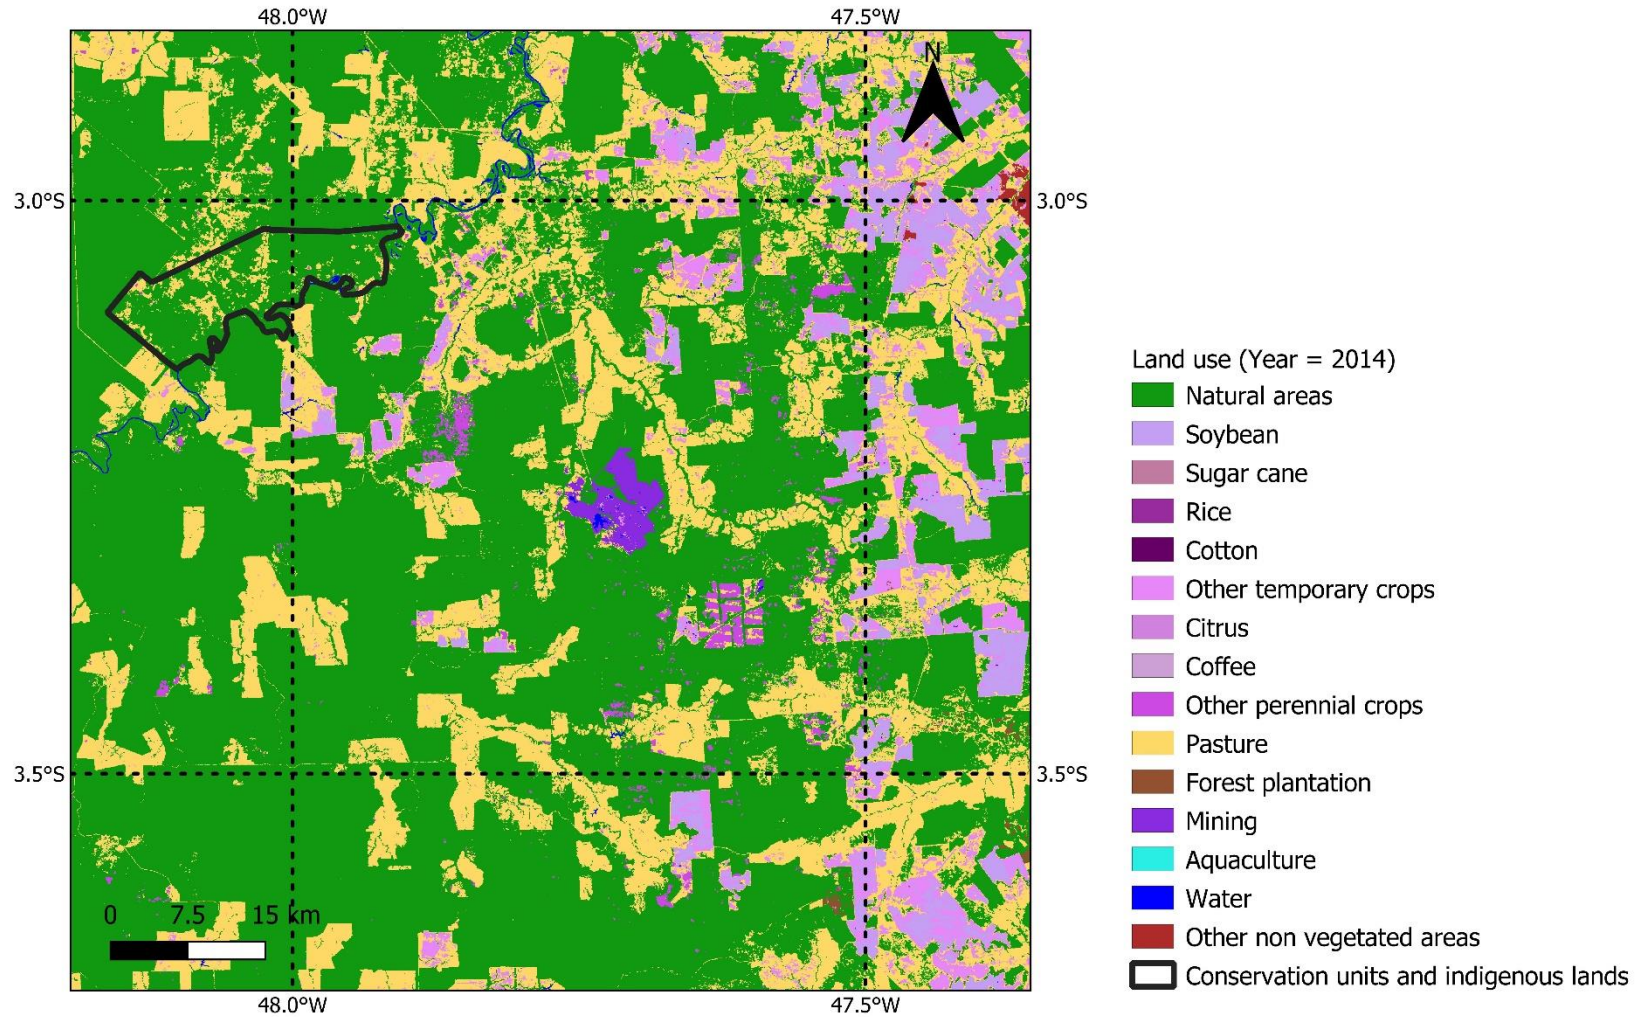 48.0°W 47.5°W
N
3.0°S 3.0°S
Land use (Year = 2014)
Natural areas
Soybean
Sugar cane
Rice
Cotton
Other temporary crops
Citrus
Coffee
Other perennial crops
Pasture
3.5°S 3.5°S
Forest plantation
Mining
Aquaculture
Water
0 7.5 15 km
Other non vegetated areas
Conservation units and indigenous lands
48.0°W 47.5°W